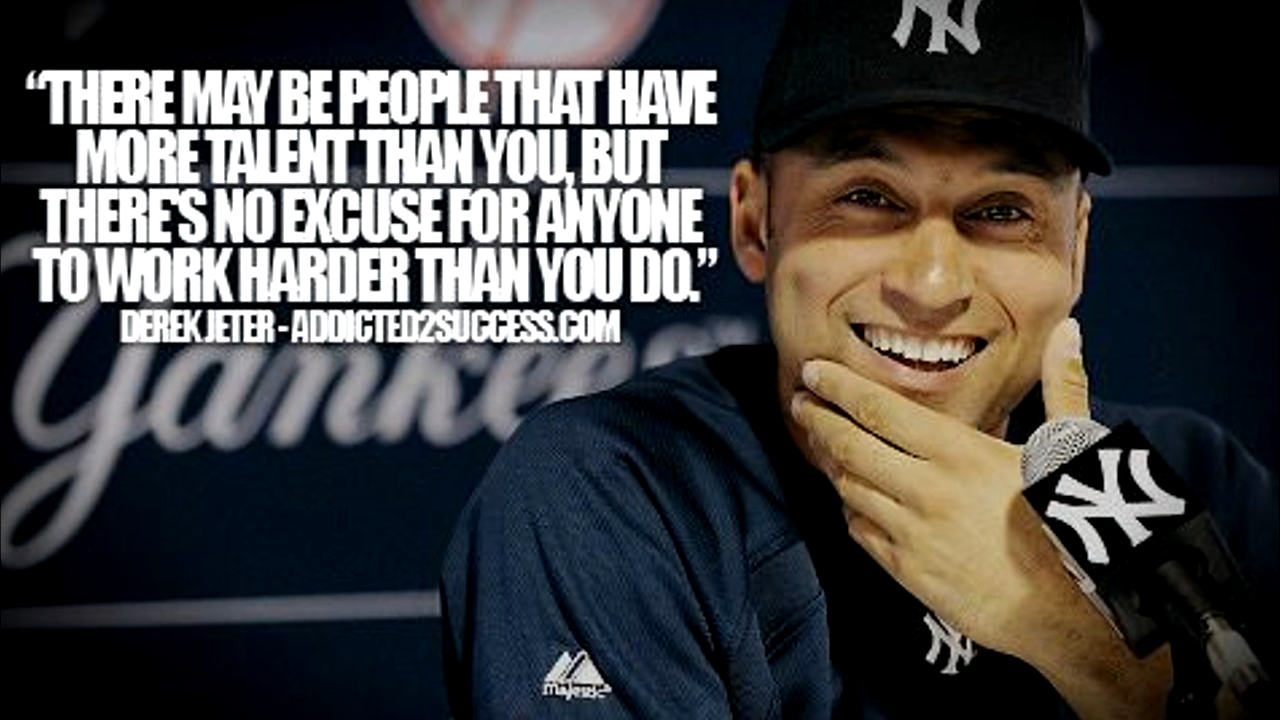 “THERE MAY BE PEOPLE THAT HAVE
MORE TALENT THAN YOU, BUT
THERE'S NO EXCUSE FOR ANYONE
TO WORK HARDER THAN YOU DO.”
DEREK JETER - ADDICTED2SUCCESS.COM
Yankees
NY
NY
NY
majestic